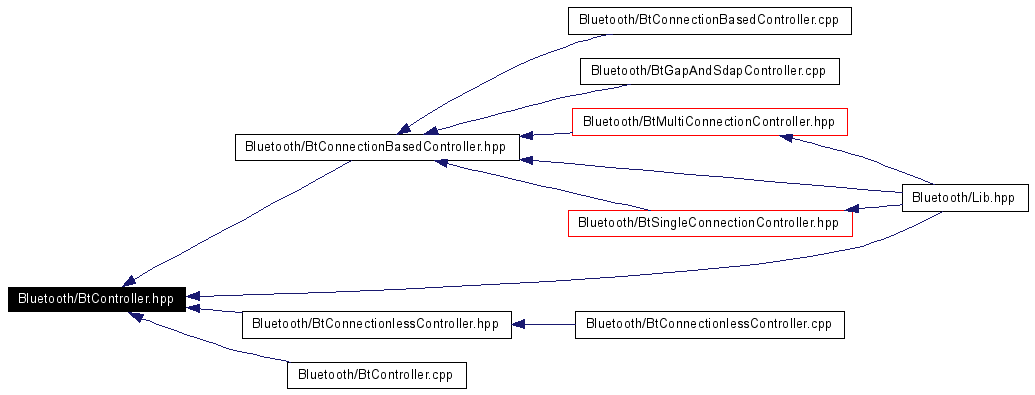 Bluetooth/BtConnectionBasedController.cpp
Bluetooth/BtGapAndSdapController.cpp
Bluetooth/BtMultiConnectionController.hpp
Bluetooth/BtConnectionBasedController.hpp
Bluetooth/Lib.hpp
Bluetooth/BtSingleConnectionController.hpp
Bluetooth/BtController.hpp
Bluetooth/BtConnectionlessController.hpp
Bluetooth/BtConnectionlessController.cpp
Bluetooth/BtController.cpp